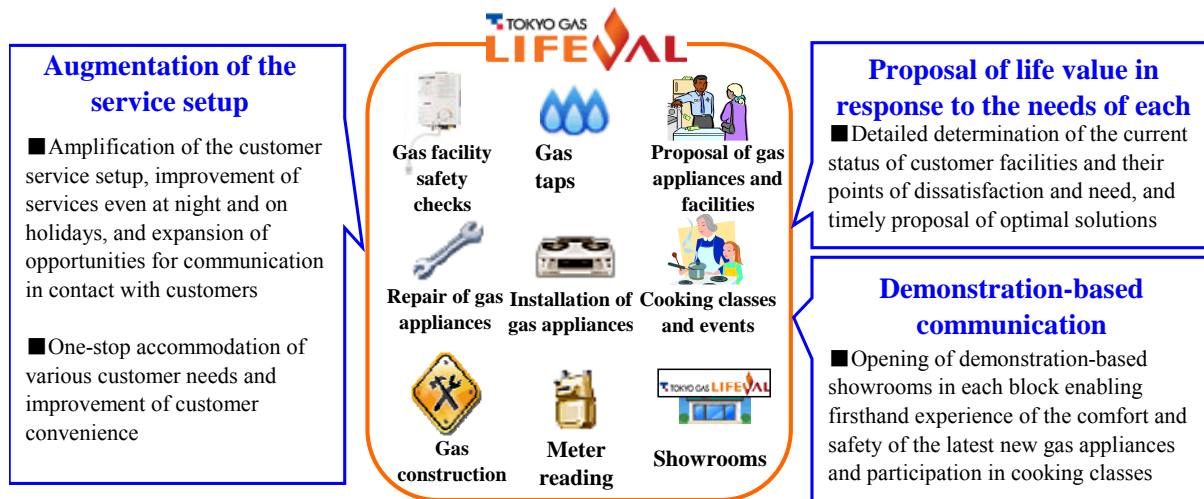 TOKYO GAS
LIFEVAL
Augmentation of the
service setup
■Amplification of the customer
service setup, improvement of
services even at night and on
holidays, and expansion of
opportunities for communication
in contact with customers
■One-stop accommodation of
various customer needs and
improvement of customer
convenience
Gas facility
safety
checks
Gas
taps
Proposal of gas
appliances and
facilities
Repair of gas
appliances
Installation of
gas appliances
Cooking classes
and events
Gas
construction
Meter
reading
TOKYO GAS LIFEVAL
Showrooms
Proposal of life value in
response to the needs of each
■Detailed determination of the current
status of customer facilities and their
points of dissatisfaction and need, and
timely proposal of optimal solutions
Demonstration-based
communication
■Opening of demonstration-based
showrooms in each block enabling
firsthand experience of the comfort and
safety of the latest new gas appliances
and participation in cooking classes